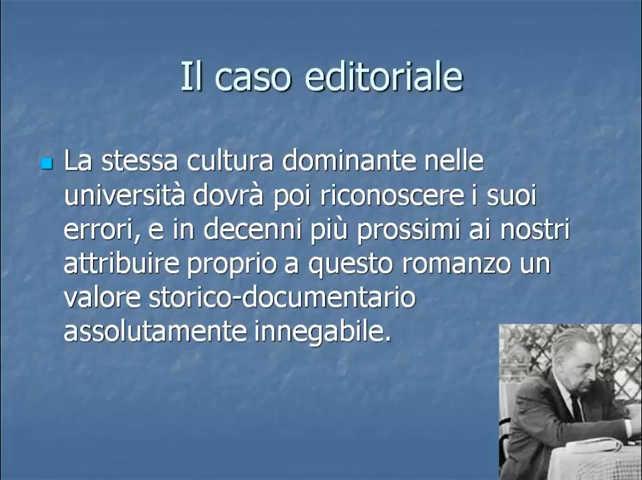 Il caso editoriale
La stessa cultura dominante nelle
università dovrà poi riconoscere i suoi
errori, e in decenni più prossimi ai nostri
attribuire proprio a questo romanzo un
valore storico-documentario
assolutamente innegabile.